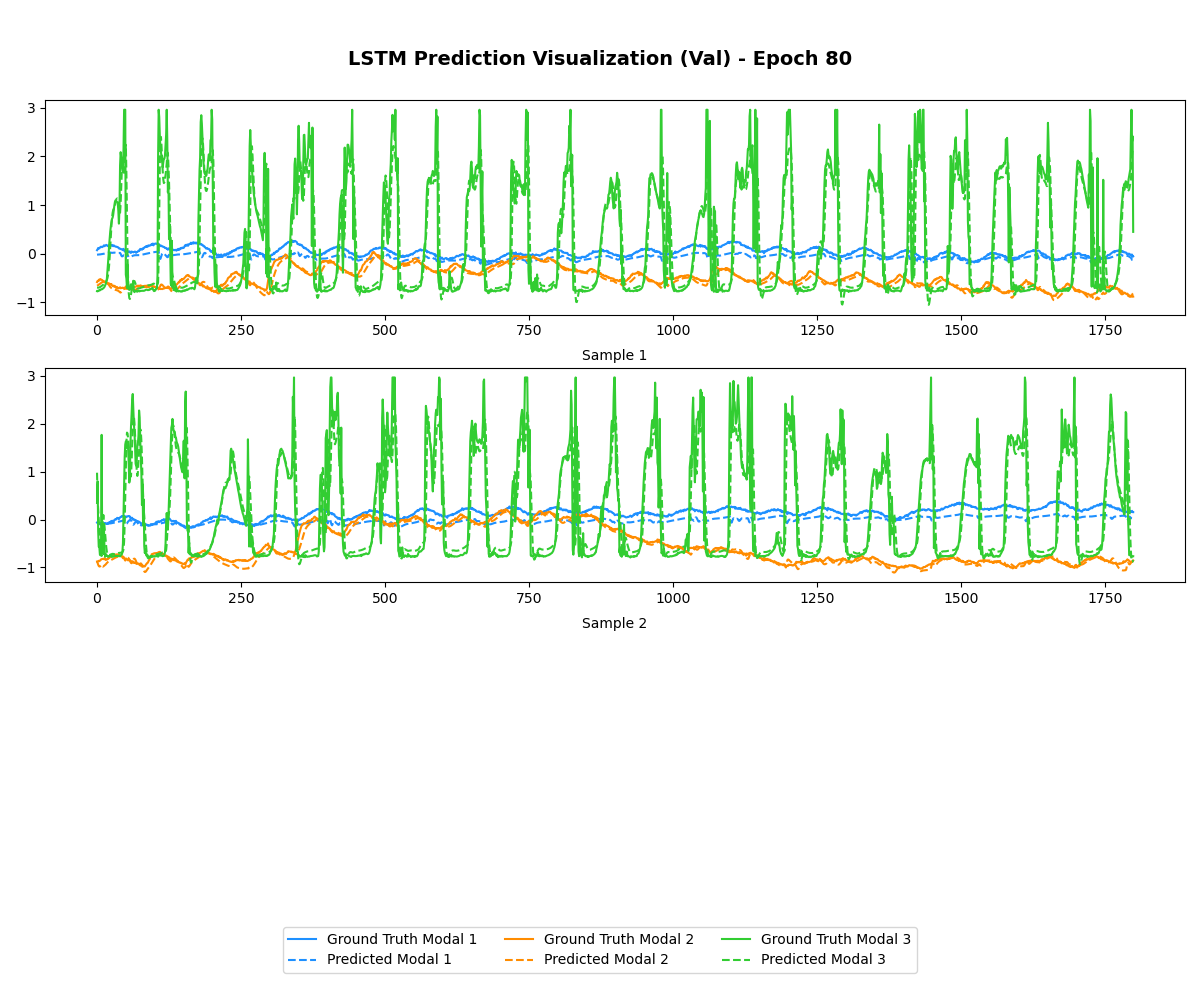 LSTM Prediction Visualization (Val) - Epoch 80
3
2
1
0
−1
0 250 500 750 1000 1250 1500 1750
Sample 1
3
2
1
0
−1
0 250 500 750 1000 1250 1500 1750
Sample 2
Ground Truth Modal 1 Ground Truth Modal 2 Ground Truth Modal 3
Predicted Modal 1 Predicted Modal 2 Predicted Modal 3